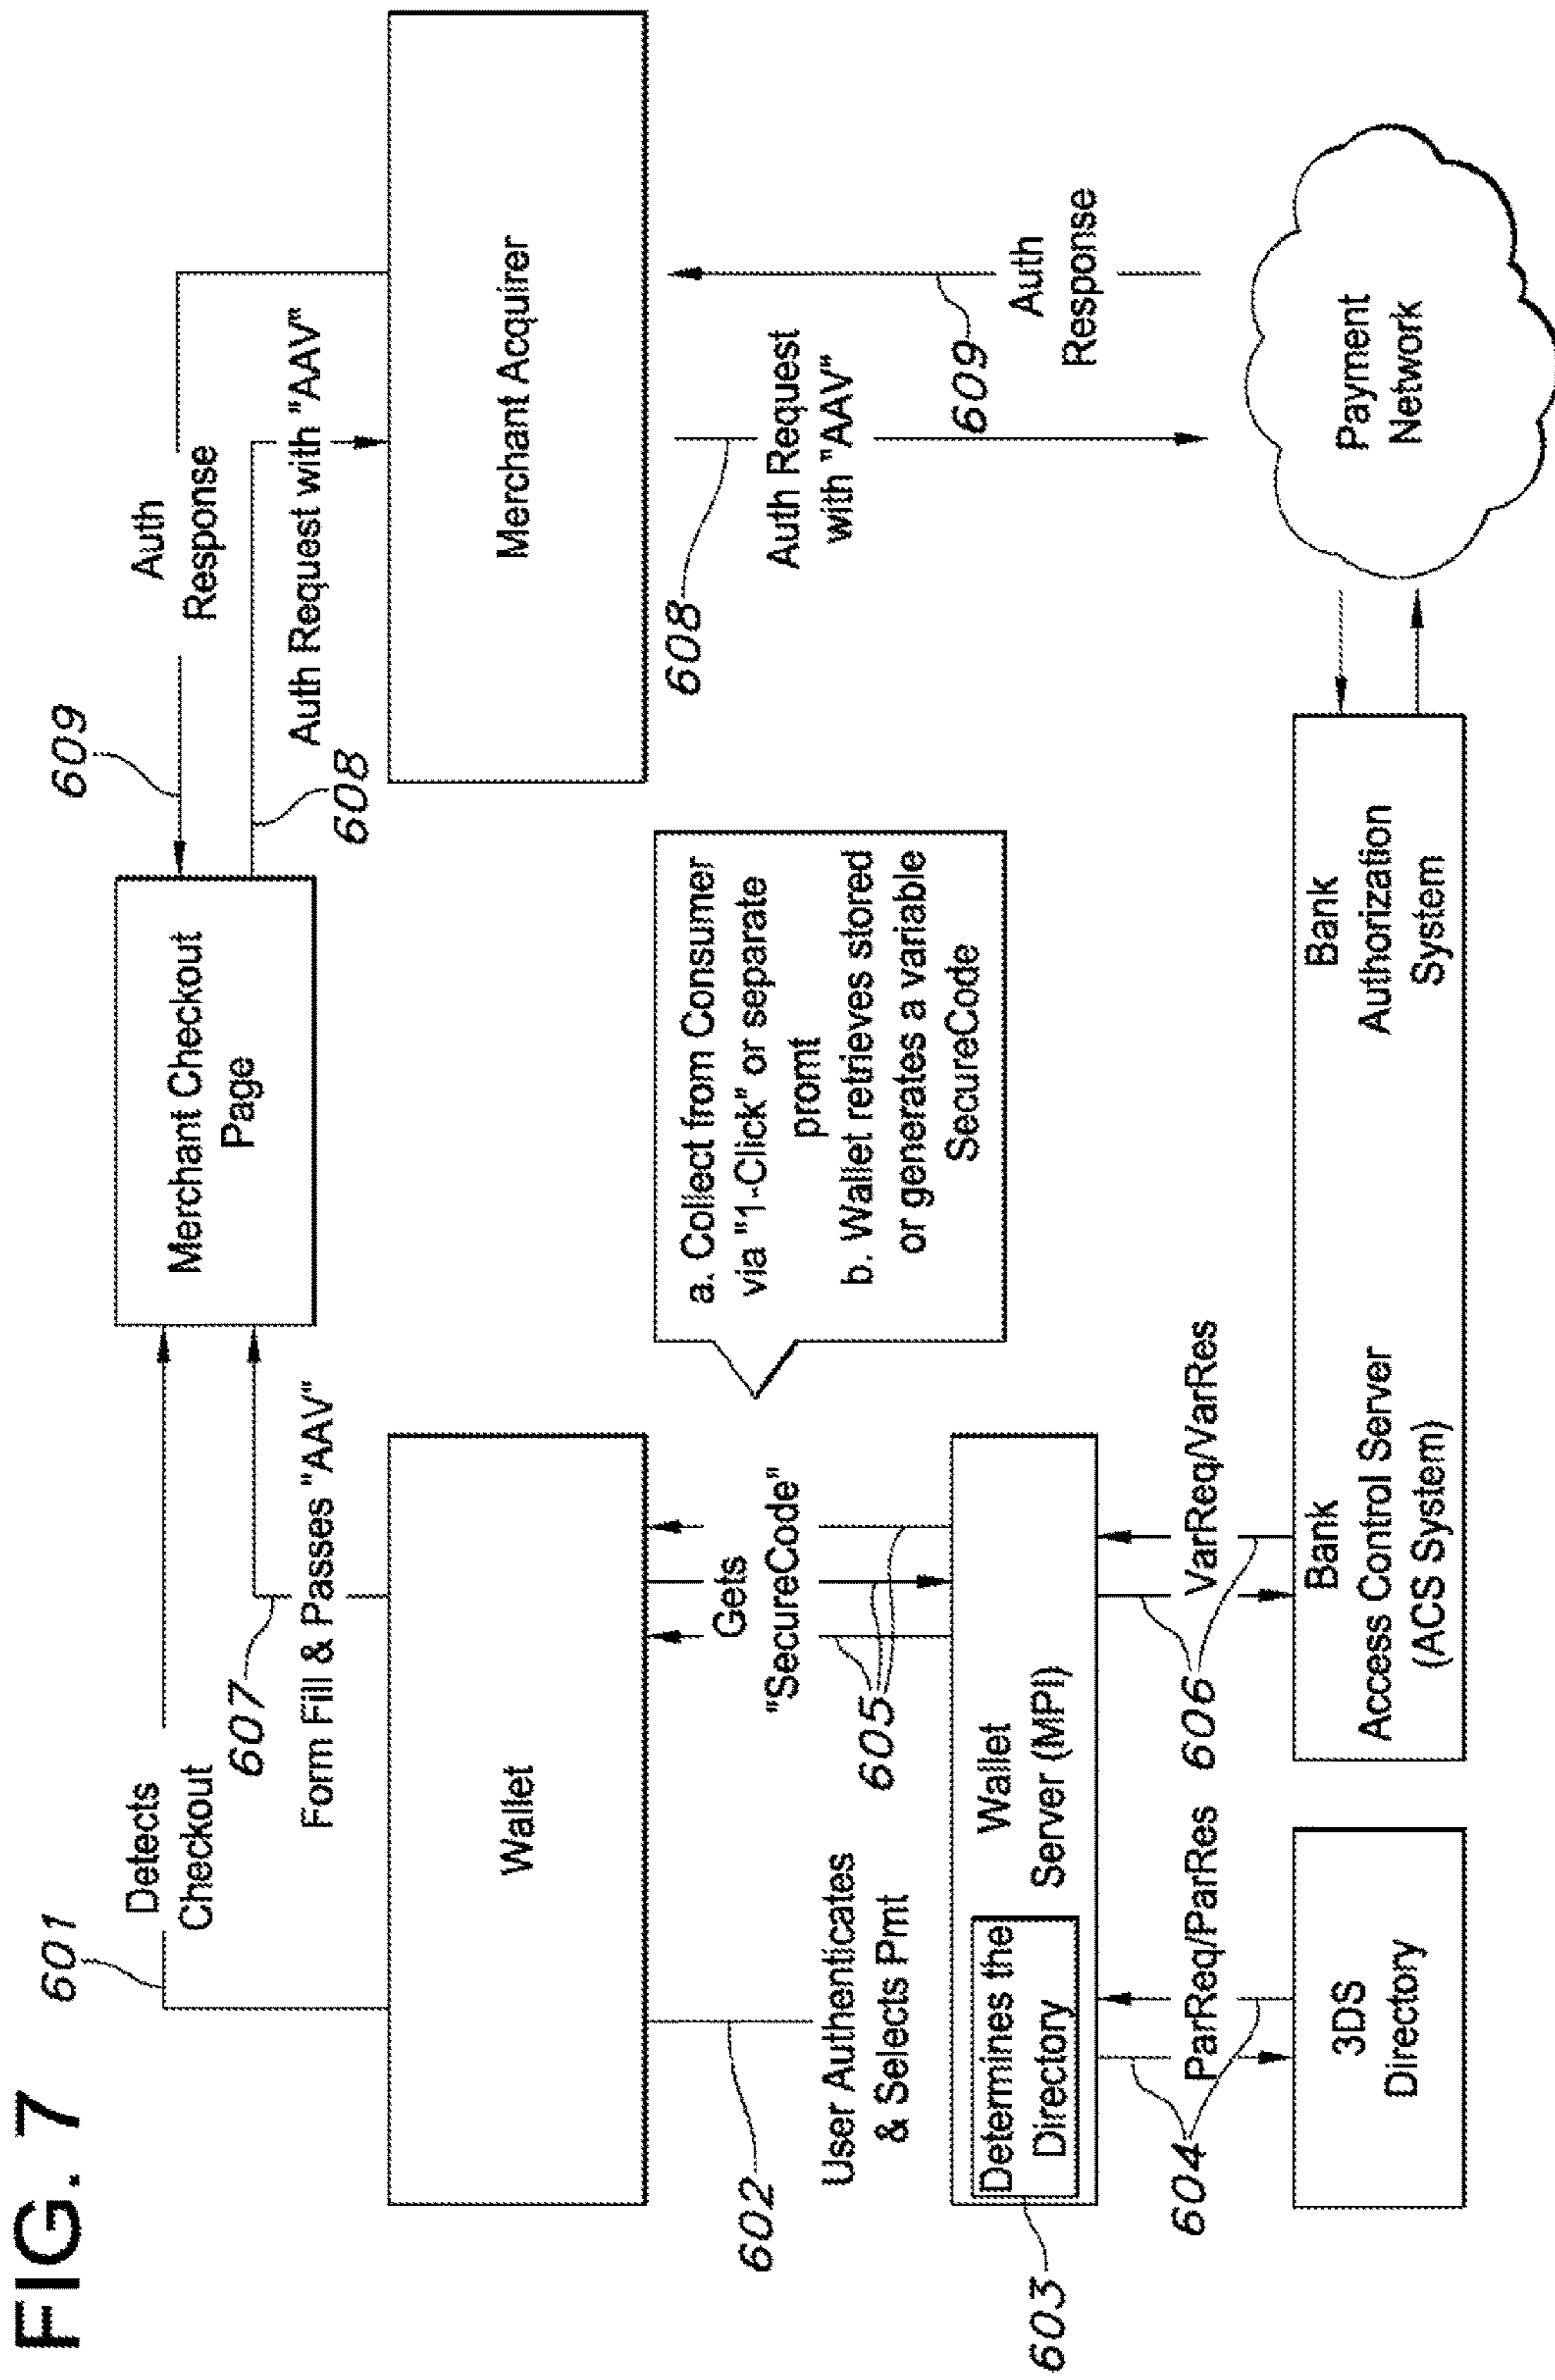 FIG. 7
601
Detects
Checkout
607
Form Fill & Passes "AAV"
Merchant Checkout
Page
609
Auth
Response
608
Auth Request with "AAV"
Wallet
Merchant Acquirer
602
User Authenticates
& Selects Pmt
605
Gets
"SecureCode"
a. Collect from Consumer
via "1-Click" or separate
promt
b. Wallet retrieves stored
or generates a variable
SecureCode
608
Auth Request
with "AAV"
609
Auth
Response
603
Determines the
Directory
Wallet
Server (MPI)
604
ParReq/ParRes
606
VarReq/VarRes
3DS
Directory
Bank
Access Control Server
(ACS System)
Bank
Authorization
System
Payment
Network